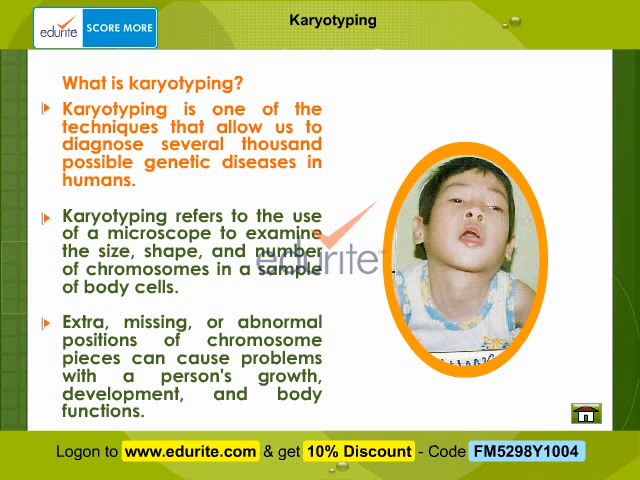 edurite
SCORE MORE
Karyotyping
What is karyotyping?
Karyotyping is one of the
techniques that allow us to
diagnose several thousand
possible genetic diseases in
humans.
Karyotyping refers to the use
of a microscope to examine
the size, shape, and number
of chromosomes in a sample
of body cells.
edurite™
Extra, missing, or abnormal
positions of chromosome
pieces can cause problems
with a person's growth,
development, and body
functions.
Logon to www.edurite.com & get 10% Discount - Code FM5298Y1004